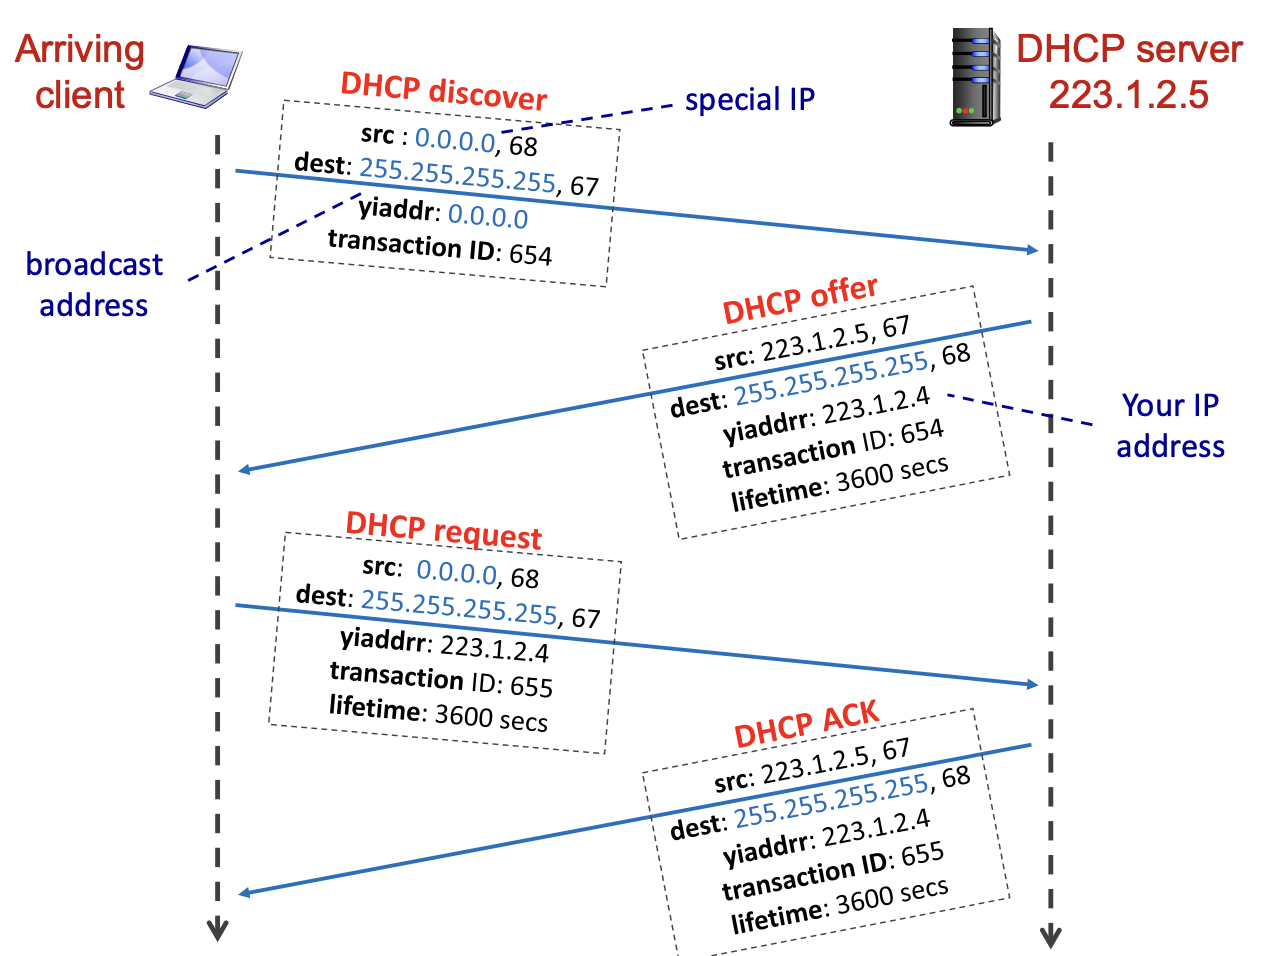 Arriving
client
DHCP server
223.1.2.5
DHCP discover
special IP
src : 0.0.0.0, 68
dest: 255.255.255.255, 67
yiaddr: 0.0.0.0
transaction ID: 654
broadcast
address
DHCP offer
src: 223.1.2.5, 67
dest: 255.255.255.255, 68
yiaddrr: 223.1.2.4
transaction ID: 654
lifetime: 3600 secs
Your IP
address
DHCP request
src: 0.0.0.0, 68
dest: 255.255.255.255, 67
yiaddrr: 223.1.2.4
transaction ID: 655
lifetime: 3600 secs
DHCP ACK
src: 223.1.2.5, 67
dest: 255.255.255.255, 68
yiaddrr: 223.1.2.4
transaction ID: 655
lifetime: 3600 secs